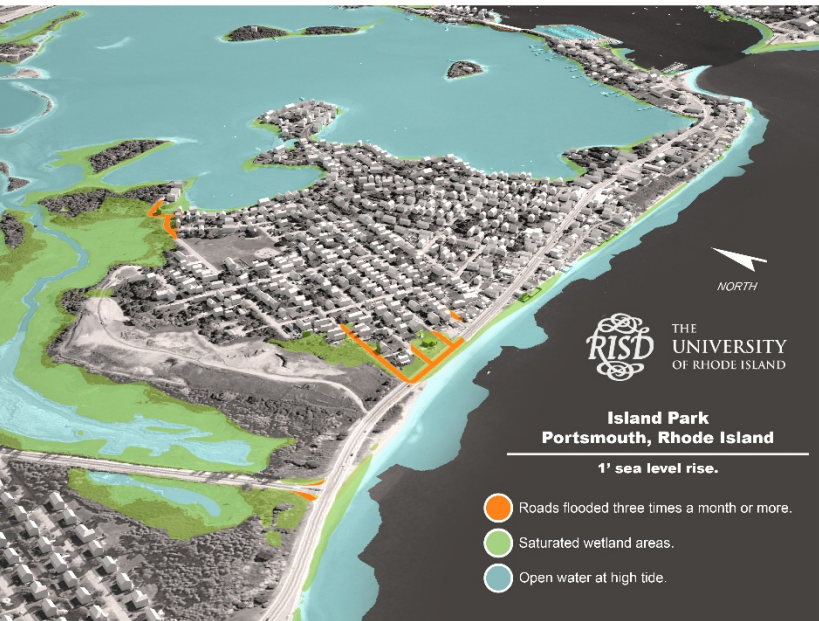 NORTH
RISD
THE
UNIVERSITY
OF RHODE ISLAND
Island Park
Portsmouth, Rhode Island
1' sea level rise.
Roads flooded three times a month or more.
Saturated wetland areas.
Open water at high tide.